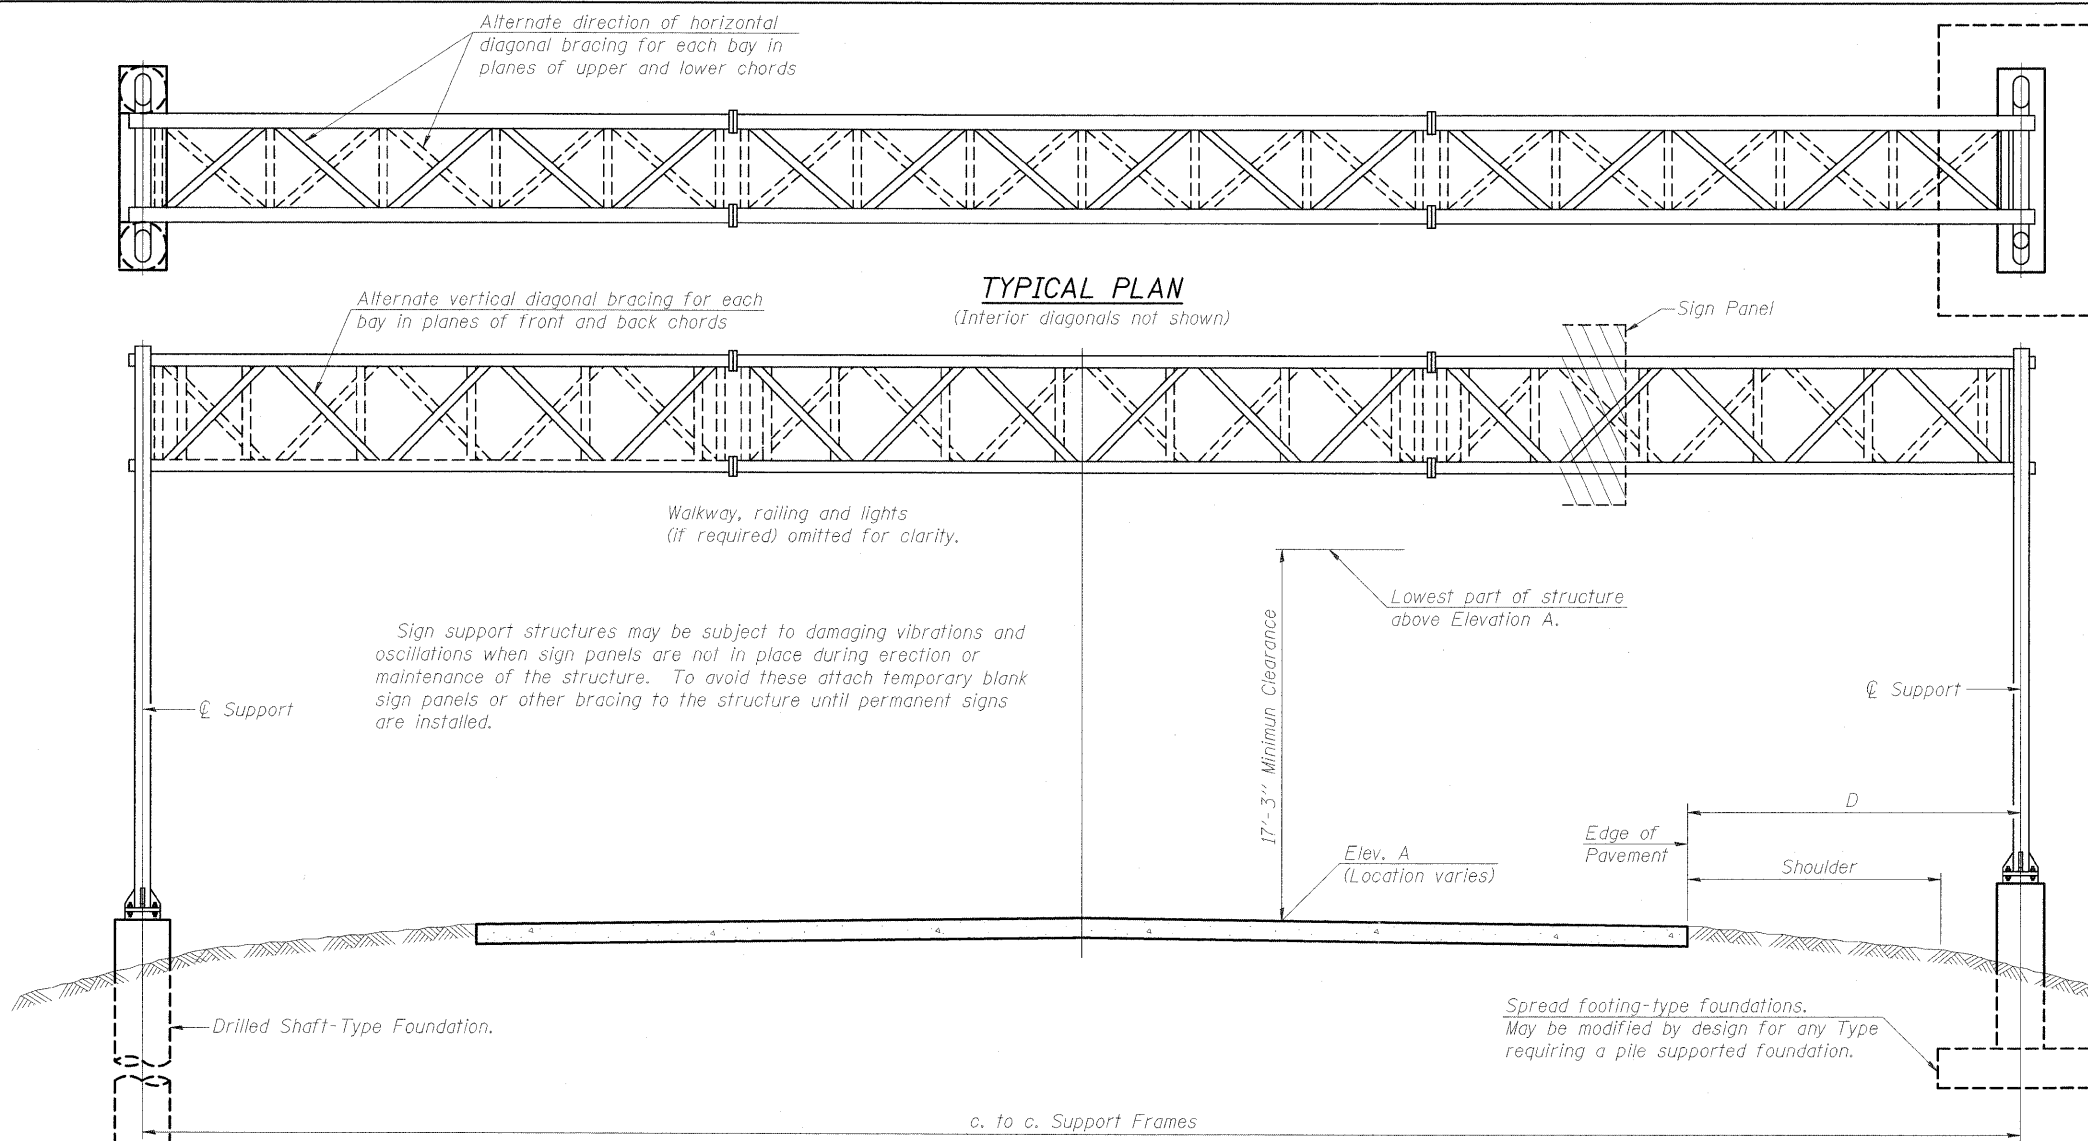 Alternate direction of horizontal
diagonal bracing for each bay in
planes of upper and lower chords
TYPICAL PLAN
(Interior diagonals not shown)
Alternate vertical diagonal bracing for each
bay in planes of front and back chords
Sign Panel
Walkway, railing and lights
(if required) omitted for clarity.
Lowest part of structure
above Elevation A.
Sign support structures may be subject to damaging vibrations and
oscillations when sign panels are not in place during erection or
maintenance of the structure. To avoid these attach temporary blank
sign panels or other bracing to the structure until permanent signs
are installed.
17'-3" Minimun Clearance
℄ Support
℄ Support
D
Edge of
Pavement
Shoulder
Elev. A
(Location varies)
Drilled Shaft-Type Foundation.
Spread footing-type foundations.
May be modified by design for any Type
requiring a pile supported foundation.
c. to c. Support Frames